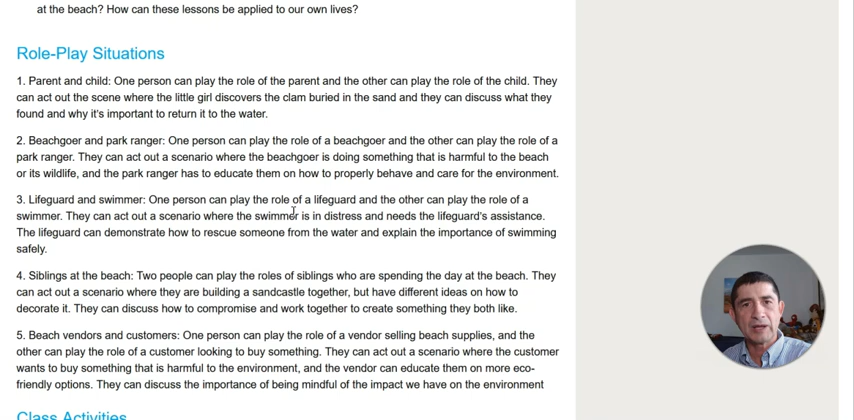 at the beach? How can these lessons be applied to our own lives?
Role-Play Situations
1. Parent and child: One person can play the role of the parent and the other can play the role of the child. They
can act out the scene where the little girl discovers the clam buried in the sand and they can discuss what they
found and why it's important to return it to the water.
2. Beachgoer and park ranger: One person can play the role of a beachgoer and the other can play the role of a
park ranger. They can act out a scenario where the beachgoer is doing something that is harmful to the beach
or its wildlife, and the park ranger has to educate them on how to properly behave and care for the environment.
3. Lifeguard and swimmer: One person can play the role of a lifeguard and the other can play the role of a
swimmer. They can act out a scenario where the swimmer is in distress and needs the lifeguard's assistance.
The lifeguard can demonstrate how to rescue someone from the water and explain the importance of swimming
safely.
4. Siblings at the beach: Two people can play the roles of siblings who are spending the day at the beach. They
can act out a scenario where they are building a sandcastle together, but have different ideas on how to
decorate it. They can discuss how to compromise and work together to create something they both like.
5. Beach vendors and customers: One person can play the role of a vendor selling beach supplies, and the
other can play the role of a customer looking to buy something. They can act out a scenario where the customer
wants to buy something that is harmful to the environment, and the vendor can educate them on more eco-
friendly options. They can discuss the importance of being mindful of the impact we have on the environment
Class Activities